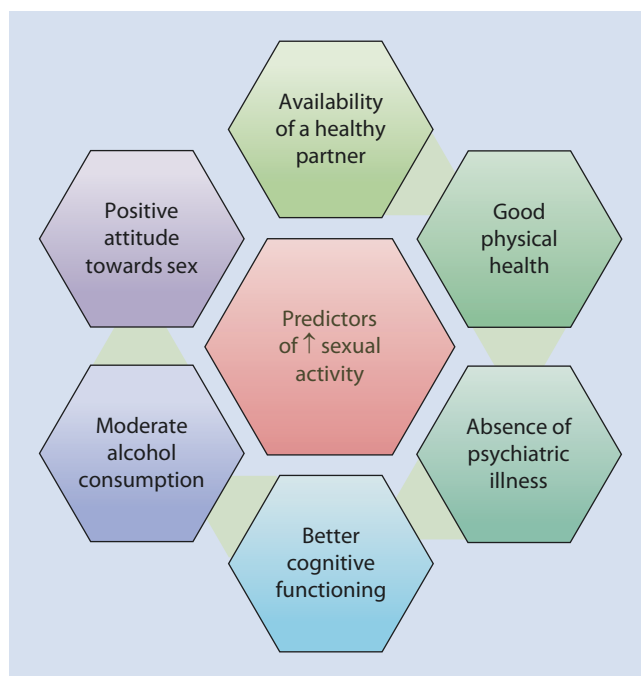 Availability
of a healthy
partner
Good
physical
health
Absence of
psychiatric
illness
Better
cognitive
functioning
Moderate
alcohol
consumption
Positive
attitude
towards sex
Predictors
of ↑ sexual
activity